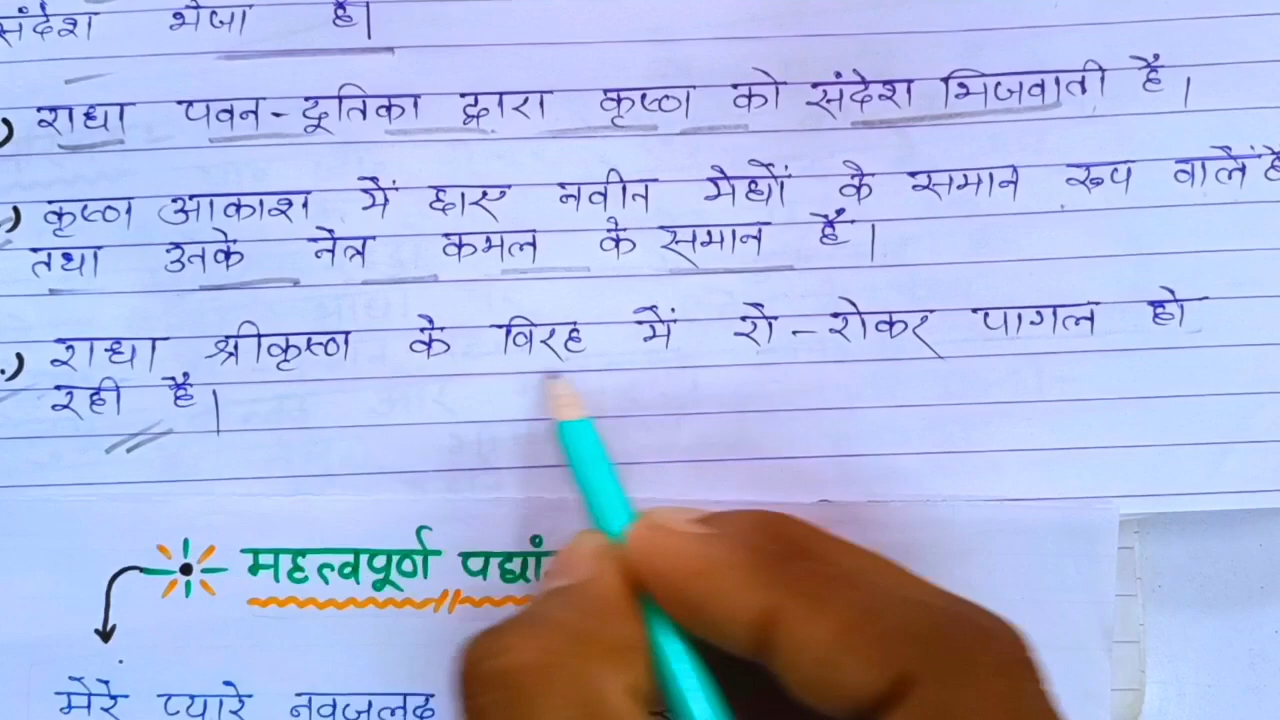 संदेश भेजा है।
राधा पवन-दूतिका द्वारा कृष्ण को संदेश भिजवाती है।
कृष्ण आकाश में छाए नवीन मेघों के समान रूप वालें है
तथा उनके नेत्र कमल के समान हैं।
राधा श्रीकृष्ण के विरह में रो-रोकर पागल हो
रही है।
महत्वपूर्ण पद्यां
मेरे प्यारे नवजलद